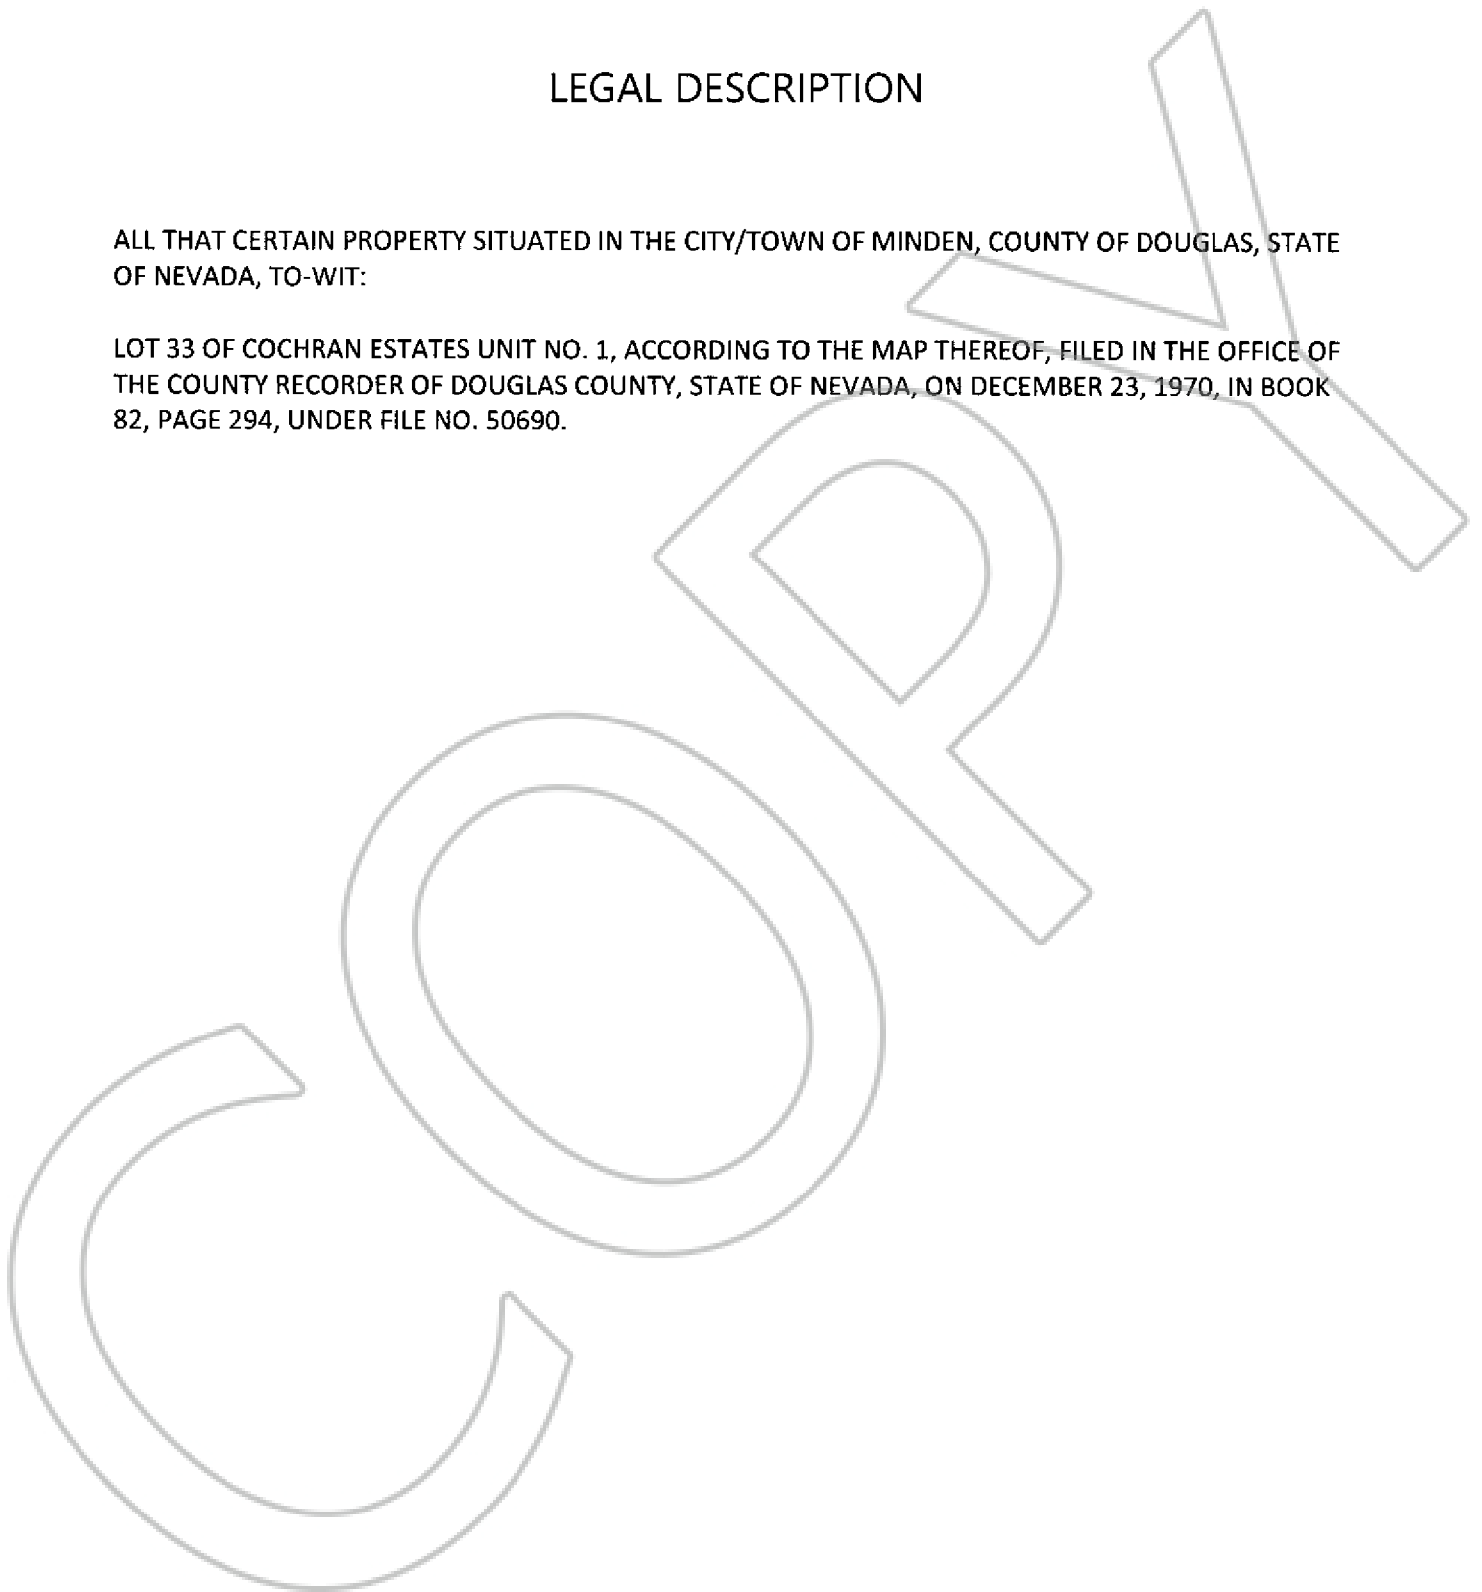 LEGAL DESCRIPTION
ALL THAT CERTAIN PROPERTY SITUATED IN THE CITY/TOWN OF MINDEN, COUNTY OF DOUGLAS, STATE
OF NEVADA, TO-WIT:
LOT 33 OF COCHRAN ESTATES UNIT NO. 1, ACCORDING TO THE MAP THEREOF, FILED IN THE OFFICE OF
THE COUNTY RECORDER OF DOUGLAS COUNTY, STATE OF NEVADA, ON DECEMBER 23, 1970, IN BOOK
82, PAGE 294, UNDER FILE NO. 50690.
COPY